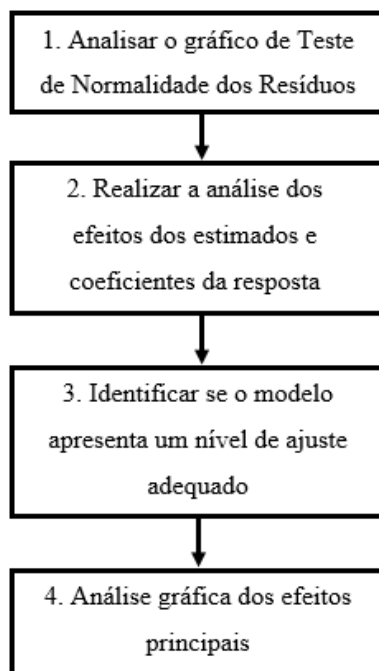 1. Analisar o gráfico de Teste
de Normalidade dos Resíduos
2. Realizar a análise dos
efeitos dos estimados e
coeficientes da resposta
3. Identificar se o modelo
apresenta um nível de ajuste
adequado
4. Análise gráfica dos efeitos
principais